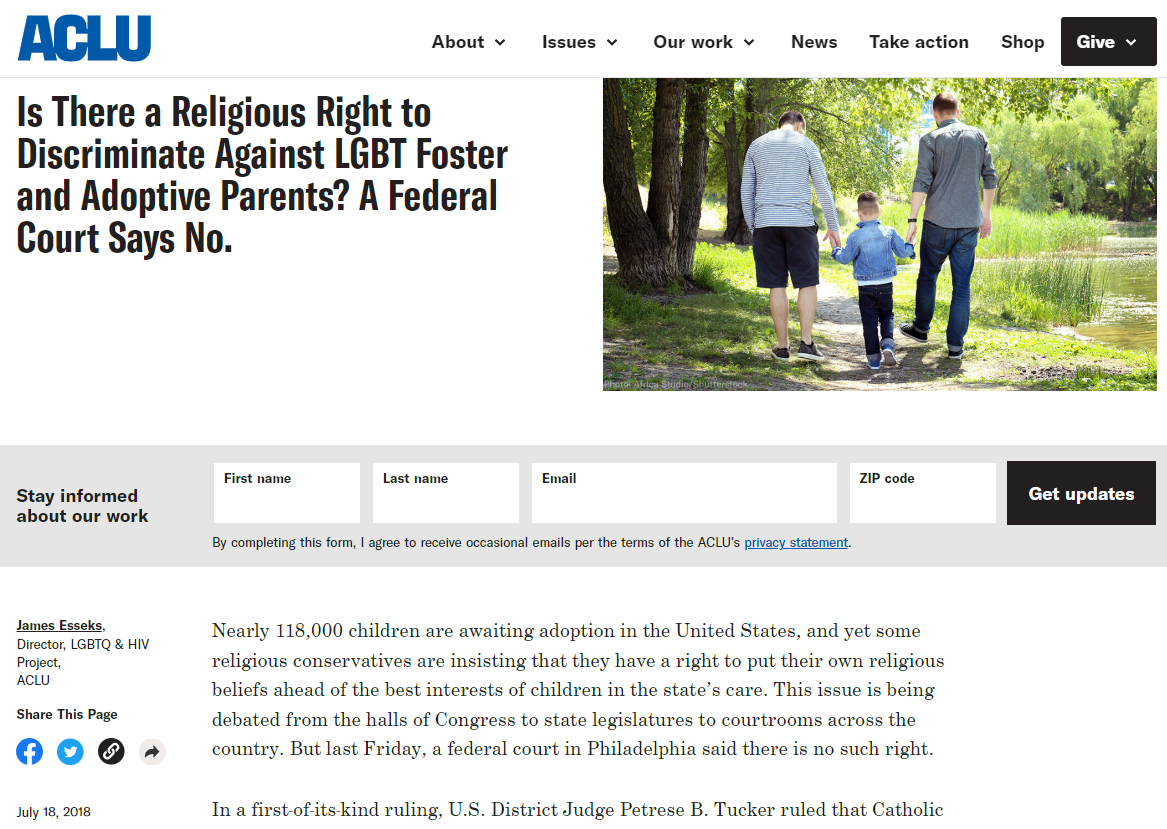 ACLU
About
Issues
Our work
News
Take action
Shop
Give
Is There a Religious Right to
Discriminate Against LGBT Foster
and Adoptive Parents? A Federal
Court Says No.
Photo: Africa Studio/Shutterstock
Stay informed
about our work
First name
Last name
Email
ZIP code
Get updates
By completing this form, I agree to receive occasional emails per the terms of the ACLU's privacy statement.
James Esseks,
Director, LGBTQ & HIV
Project,
ACLU
Share This Page
July 18, 2018
Nearly 118,000 children are awaiting adoption in the United States, and yet some
religious conservatives are insisting that they have a right to put their own religious
beliefs ahead of the best interests of children in the state’s care. This issue is being
debated from the halls of Congress to state legislatures to courtrooms across the
country. But last Friday, a federal court in Philadelphia said there is no such right.
In a first-of-its-kind ruling, U.S. District Judge Petrese B. Tucker ruled that Catholic